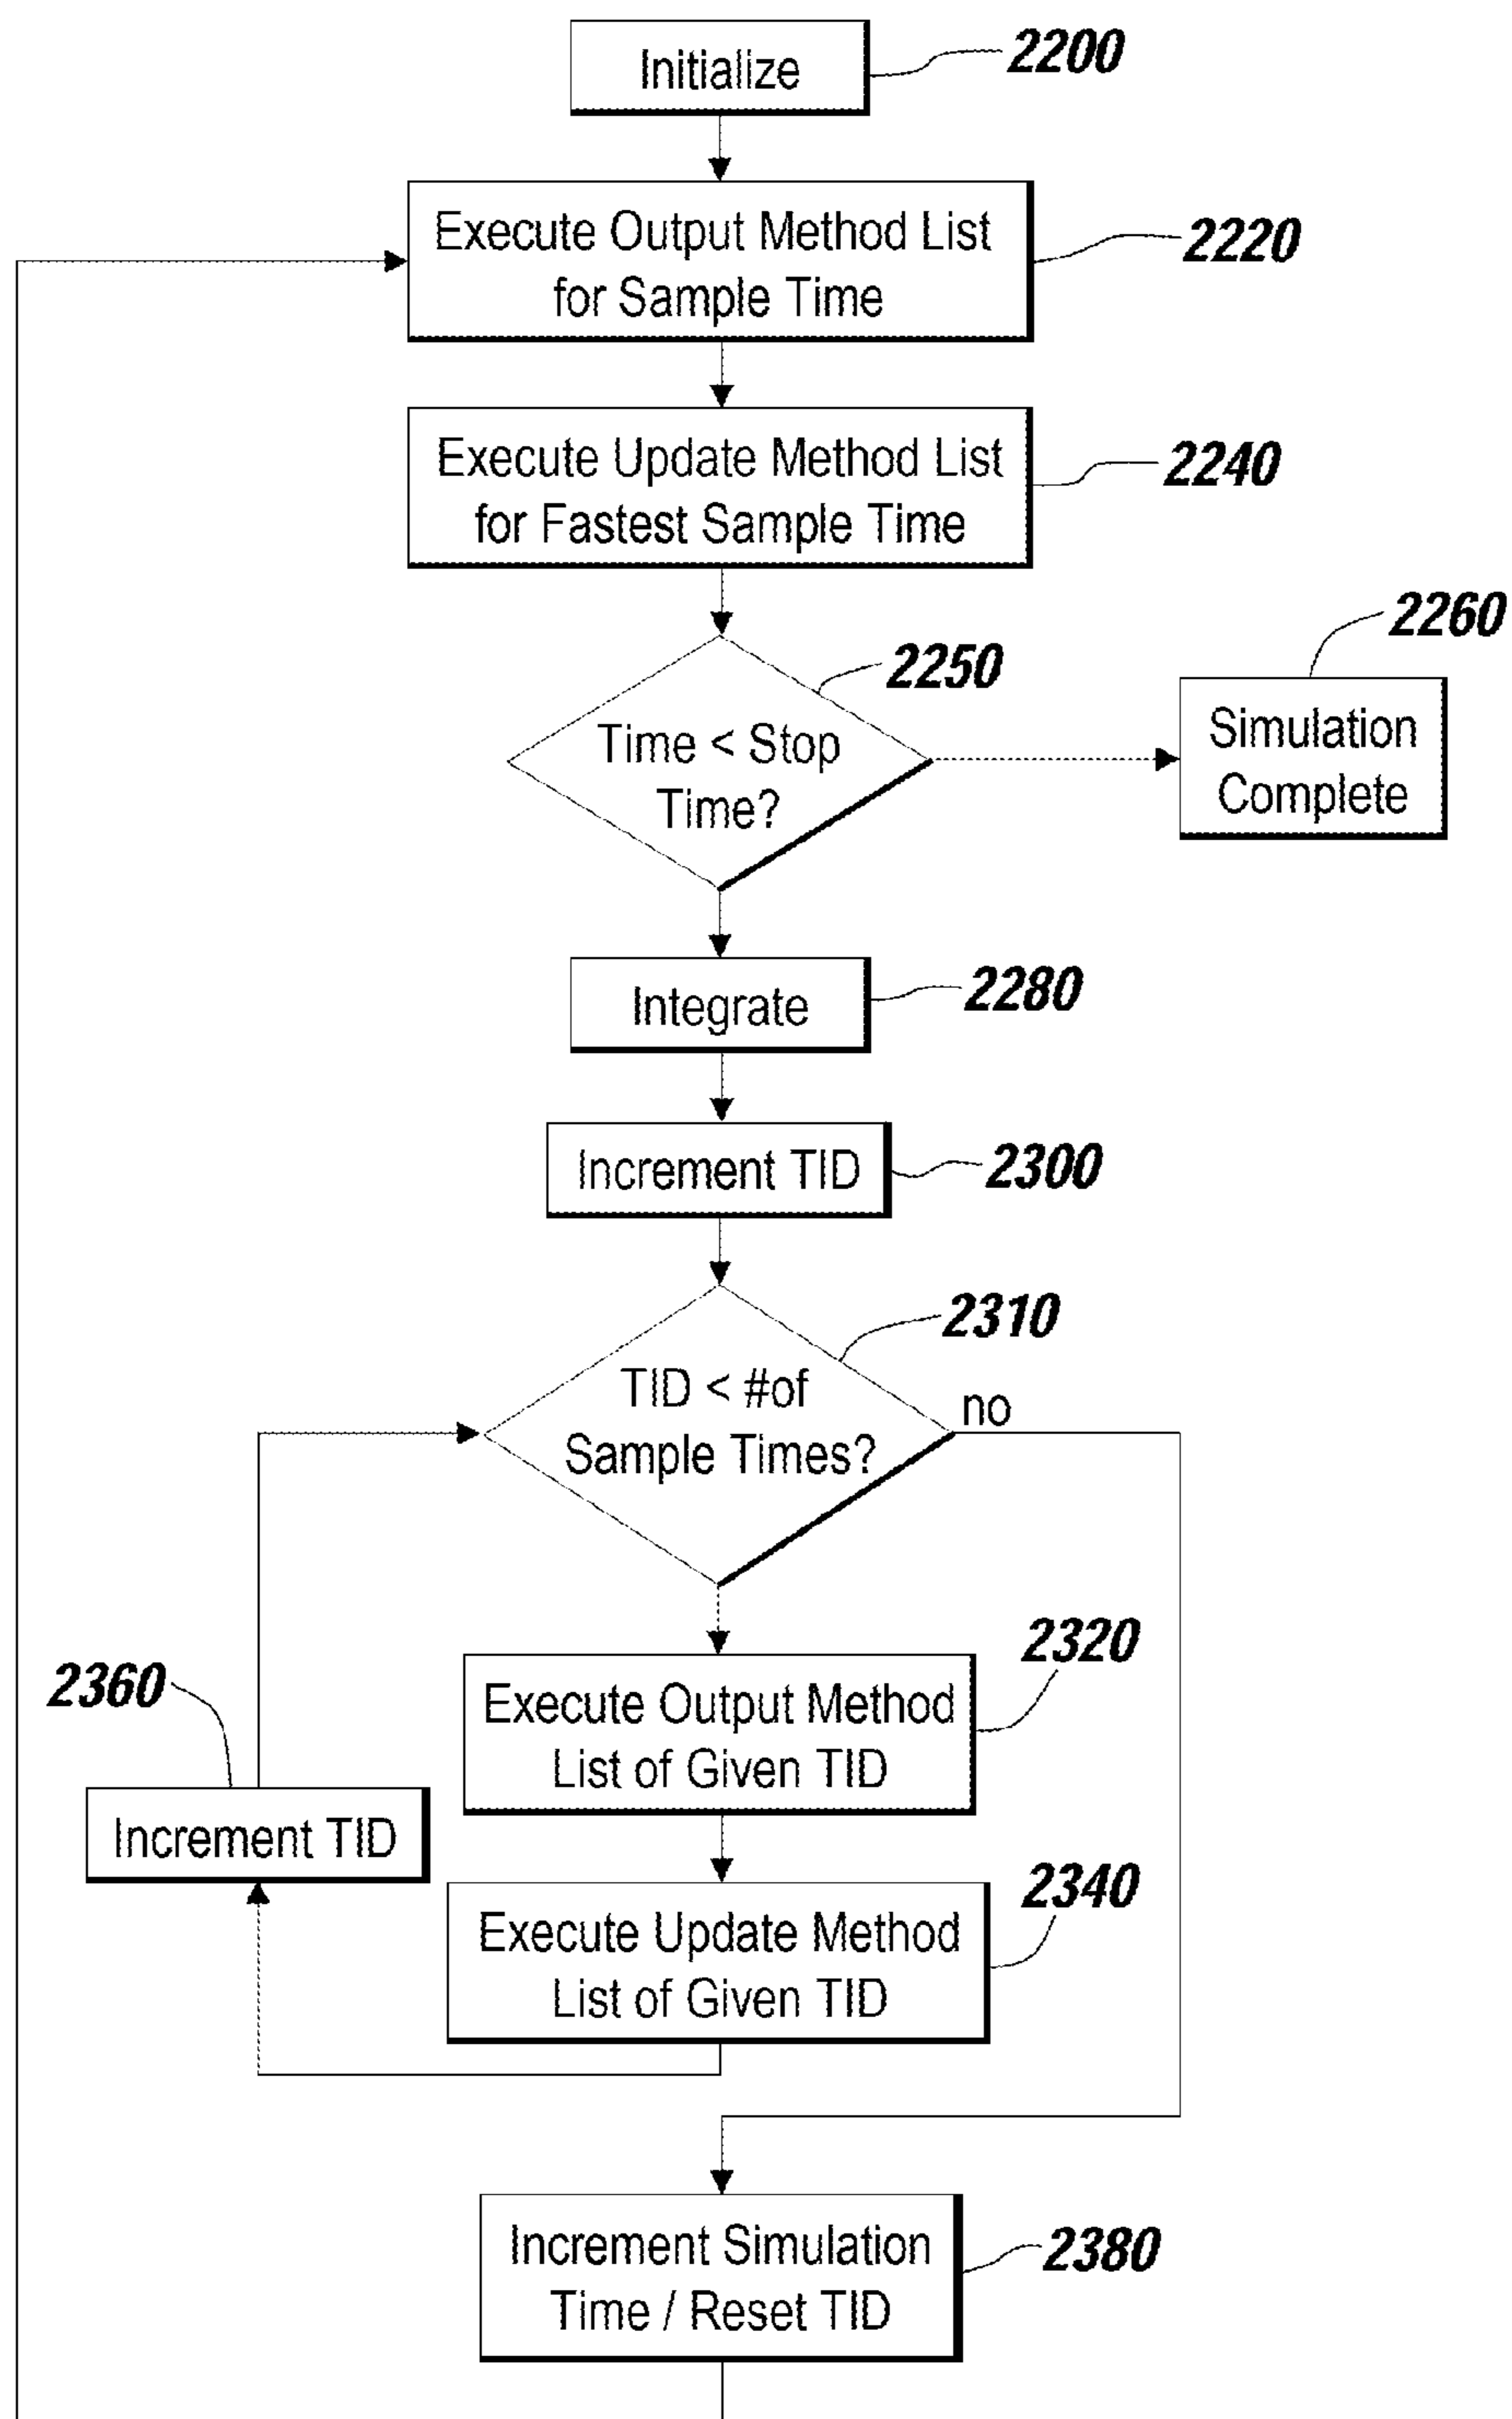 Initialize
2200
Execute Output Method List
for Sample Time
2220
Execute Update Method List
for Fastest Sample Time
2240
2250
Time < Stop
Time?
2260
Simulation
Complete
Integrate
2280
Increment TID
2300
2310
TID < #of
Sample Times?
no
2320
Execute Output Method
List of Given TID
2360
Increment TID
2340
Execute Update Method
List of Given TID
Increment Simulation
Time / Reset TID
2380